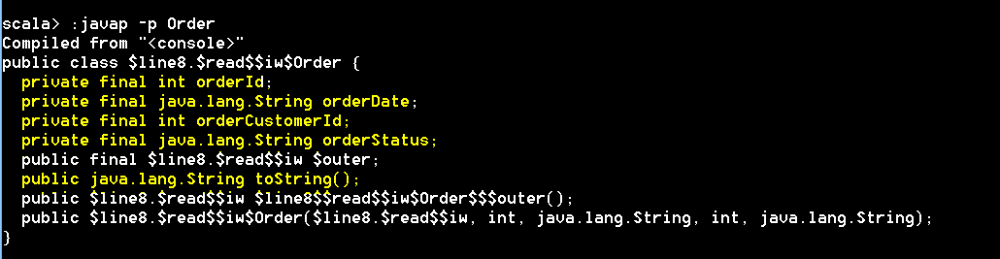 scala> :javap -p Order
Compiled from "<console>"
public class $line8.$read$$iw$Order {
  private final int orderId;
  private final java.lang.String orderDate;
  private final int orderCustomerId;
  private final java.lang.String orderStatus;
  public final $line8.$read$$iw $outer;
  public java.lang.String toString();
  public $line8.$read$$iw $line8$$read$$iw$Order$$$outer();
  public $line8.$read$$iw$Order($line8.$read$$iw, int, java.lang.String, int, java.lang.String);
}